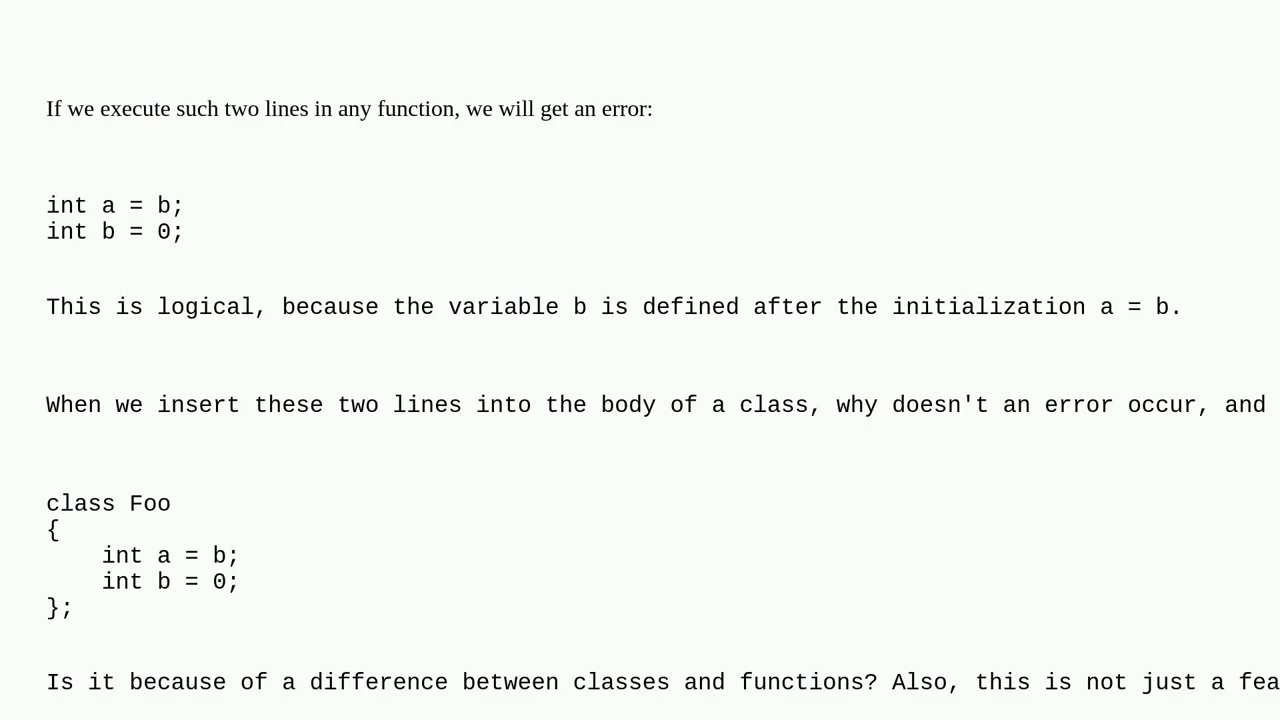 If we execute such two lines in any function, we will get an error:
int a = b;
int b = 0;
This is logical, because the variable b is defined after the initialization a = b.
When we insert these two lines into the body of a class, why doesn't an error occur, and
class Foo
{
    int a = b;
    int b = 0;
};
Is it because of a difference between classes and functions? Also, this is not just a fea